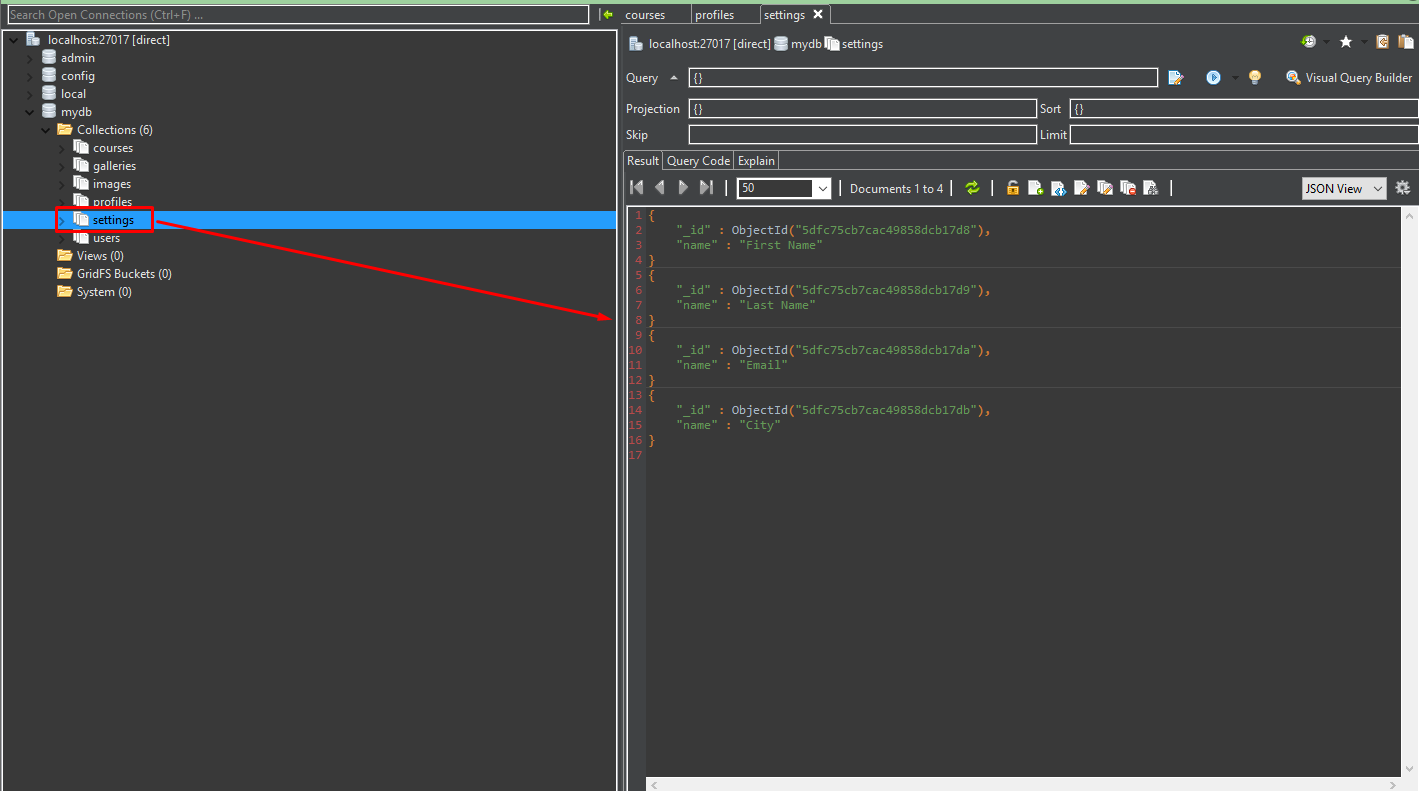 Search Open Connections (Ctrl+F) ...
localhost:27017 [direct]
admin
config
local
mydb
Collections (6)
courses
galleries
images
profiles
settings
users
Views (0)
GridFS Buckets (0)
System (0)
courses profiles settings
localhost:27017 [direct] mydb settings
Query {} Visual Query Builder
Projection {} Sort {}
Skip Limit
Result Query Code Explain
50 Documents 1 to 4 JSON View
1 {
2 "_id" : ObjectId("5dfc75cb7cac49858dcb17d8"),
3 "name" : "First Name"
4 }
5 {
6 "_id" : ObjectId("5dfc75cb7cac49858dcb17d9"),
7 "name" : "Last Name"
8 }
9 {
10 "_id" : ObjectId("5dfc75cb7cac49858dcb17da"),
11 "name" : "Email"
12 }
13 {
14 "_id" : ObjectId("5dfc75cb7cac49858dcb17db"),
15 "name" : "City"
16 }
17